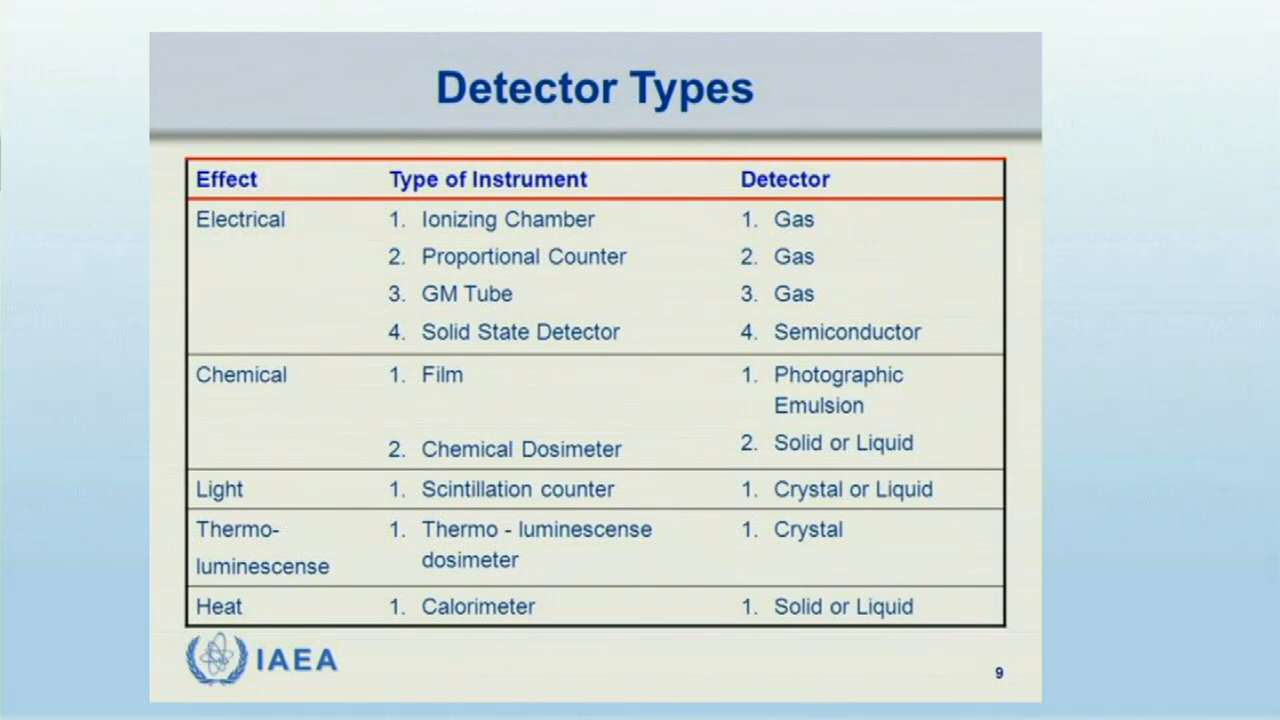 Detector Types
Effect Type of Instrument Detector
Electrical 1. Ionizing Chamber 1. Gas
2. Proportional Counter 2. Gas
3. GM Tube 3. Gas
4. Solid State Detector 4. Semiconductor
Chemical 1. Film 1. Photographic
Emulsion
2. Chemical Dosimeter 2. Solid or Liquid
Light 1. Scintillation counter 1. Crystal or Liquid
Thermo- 1. Thermo - luminescense 1. Crystal
dosimeter
luminescense
Heat 1. Calorimeter 1. Solid or Liquid
IAEA
9